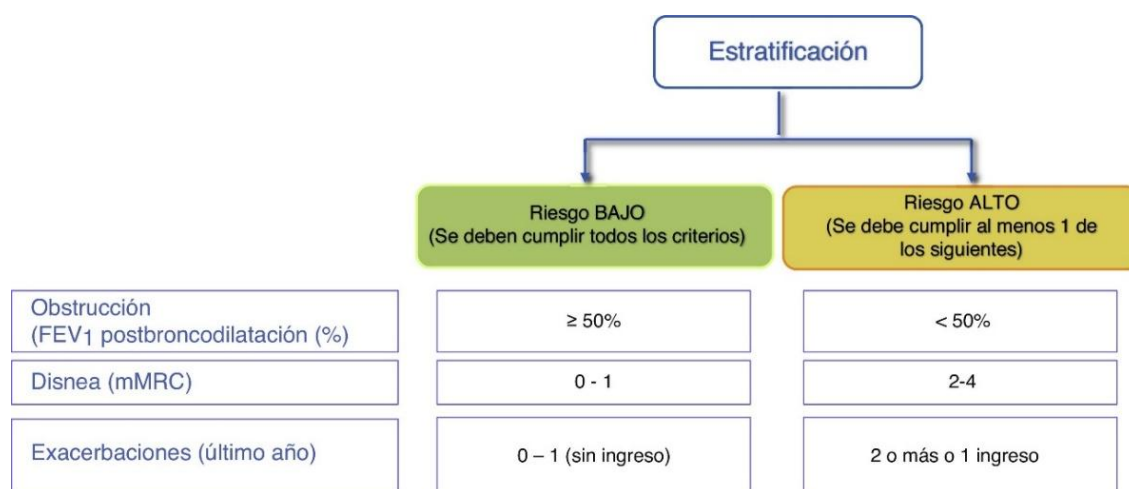 Estratificación
Riesgo BAJO
(Se deben cumplir todos los criterios)
Riesgo ALTO
(Se debe cumplir al menos 1 de
los siguientes)
Obstrucción
(FEV1 postbroncodilatación (%)
≥ 50%
< 50%
Disnea (mMRC)
0 - 1
2-4
Exacerbaciones (último año)
0 – 1 (sin ingreso)
2 o más o 1 ingreso